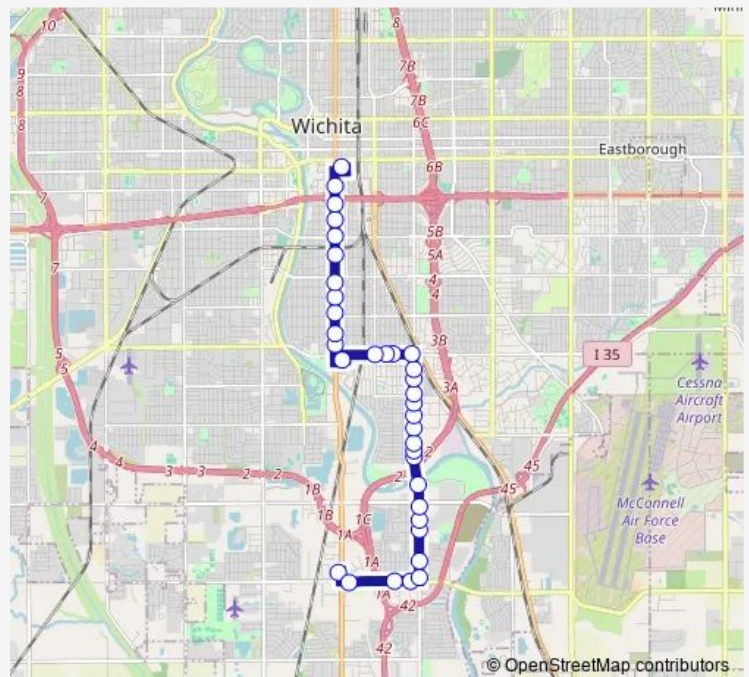 10
8
9
8
8
7B
7B
6C
Wichita
6B
Eastborough
7
5B
5A
4
4
7
3B
5
5
I 35
3A
Cessna
Aircraft
Airport
2
4
4
3
3
2
2
2
45
45
1B
1B
1C
1A
McConnell
Air Force
Base
1A
1A
42
42
© OpenStreetMap contributors